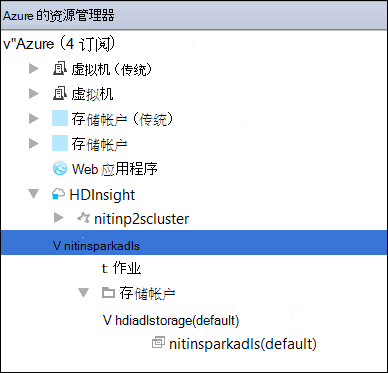 Azure 的资源管理器
v"Azure (4 订阅)
虚拟机 (传统)
虚拟机
存储帐户 (传统)
存储帐户
Web 应用程序
HDInsight
nitinp2scluster
V nitinsparkadls
t: 作业
存储帐户
V hdiadlstorage(default)
nitinsparkadls(default)